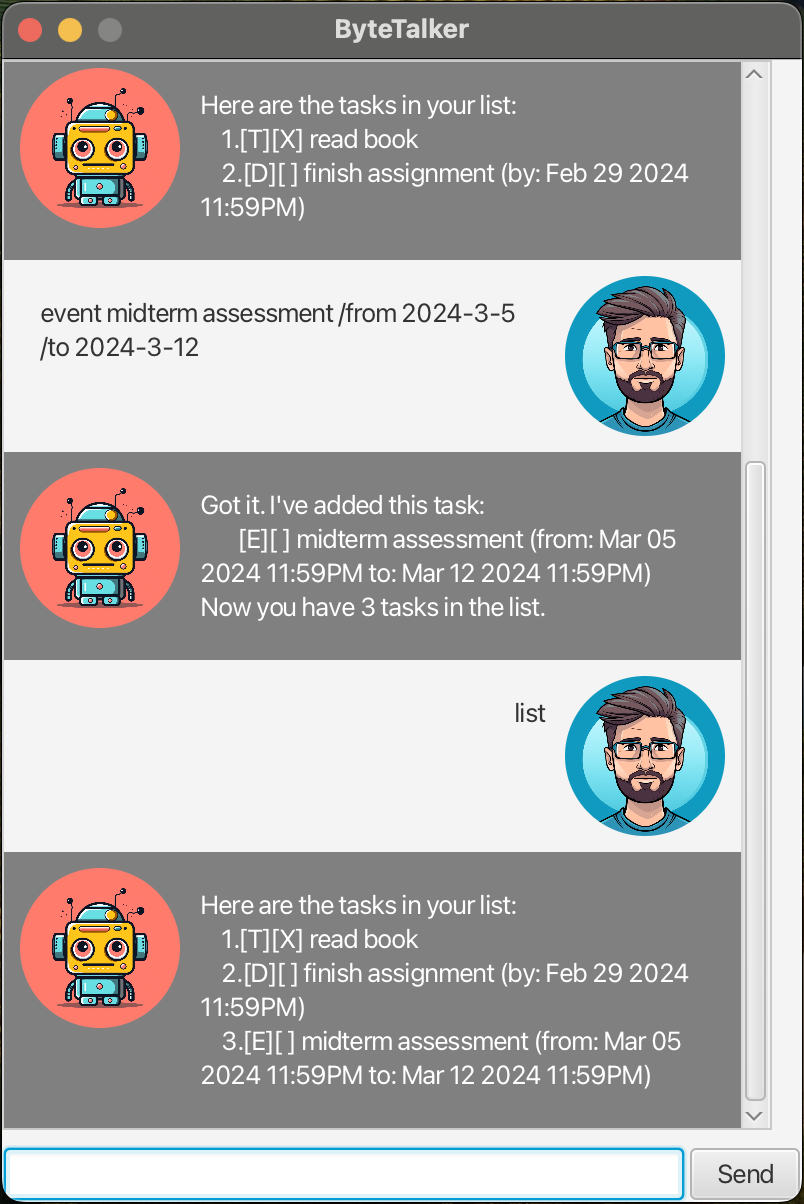 ByteTalker
Here are the tasks in your list:
1.[T][X] read book
2.[D][ ] finish assignment (by: Feb 29 2024
11:59PM)
event midterm assessment /from 2024-3-5
/to 2024-3-12
Got it. I've added this task:
[E][ ] midterm assessment (from: Mar 05
2024 11:59PM to: Mar 12 2024 11:59PM)
Now you have 3 tasks in the list.
list
Here are the tasks in your list:
1.[T][X] read book
2.[D][ ] finish assignment (by: Feb 29 2024
11:59PM)
3.[E][ ] midterm assessment (from: Mar 05
2024 11:59PM to: Mar 12 2024 11:59PM)
Send